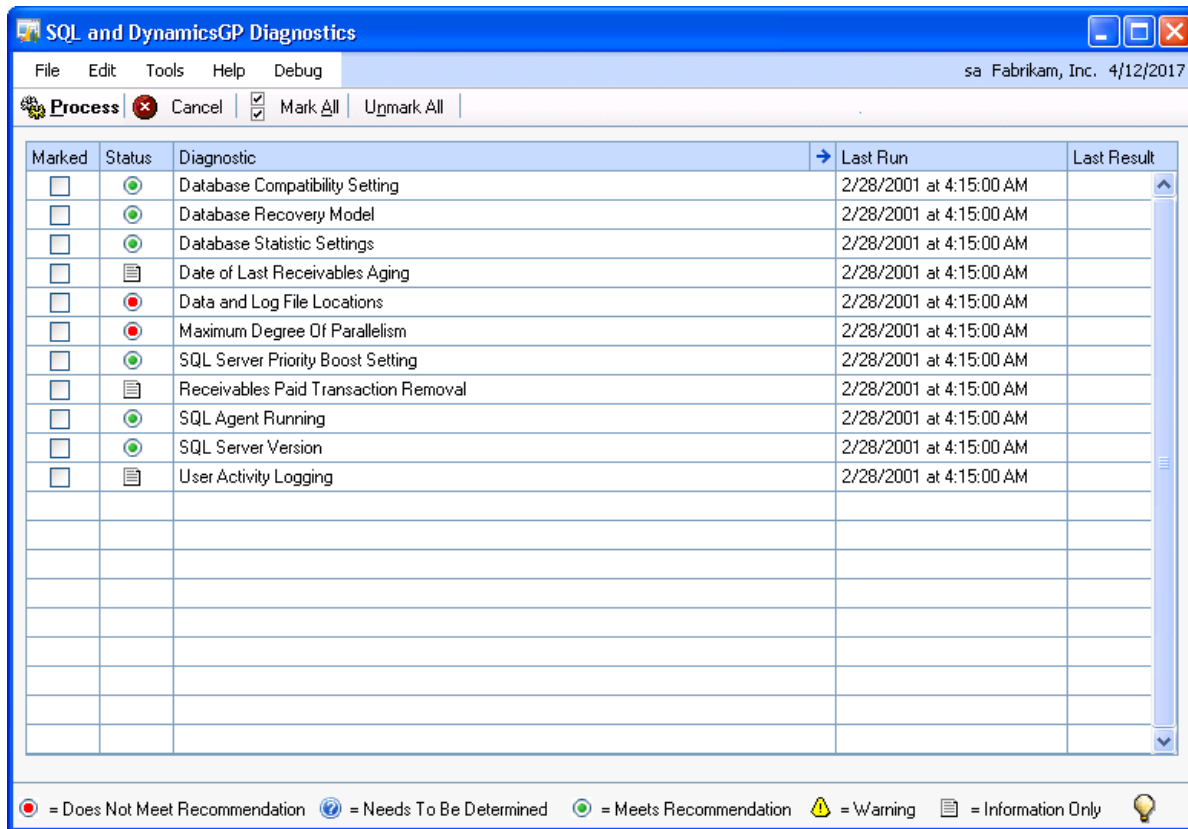 SQL and DynamicsGP Diagnostics
File Edit Tools Help Debug sa Fabrikam, Inc. 4/12/2017
Process Cancel Mark All Unmark All
Marked Status Diagnostic Last Run Last Result
Database Compatibility Setting 2/28/2001 at 4:15:00 AM
Database Recovery Model 2/28/2001 at 4:15:00 AM
Database Statistic Settings 2/28/2001 at 4:15:00 AM
Date of Last Receivables Aging 2/28/2001 at 4:15:00 AM
Data and Log File Locations 2/28/2001 at 4:15:00 AM
Maximum Degree Of Parallelism 2/28/2001 at 4:15:00 AM
SQL Server Priority Boost Setting 2/28/2001 at 4:15:00 AM
Receivables Paid Transaction Removal 2/28/2001 at 4:15:00 AM
SQL Agent Running 2/28/2001 at 4:15:00 AM
SQL Server Version 2/28/2001 at 4:15:00 AM
User Activity Logging 2/28/2001 at 4:15:00 AM
= Does Not Meet Recommendation = Needs To Be Determined = Meets Recommendation = Warning = Information Only